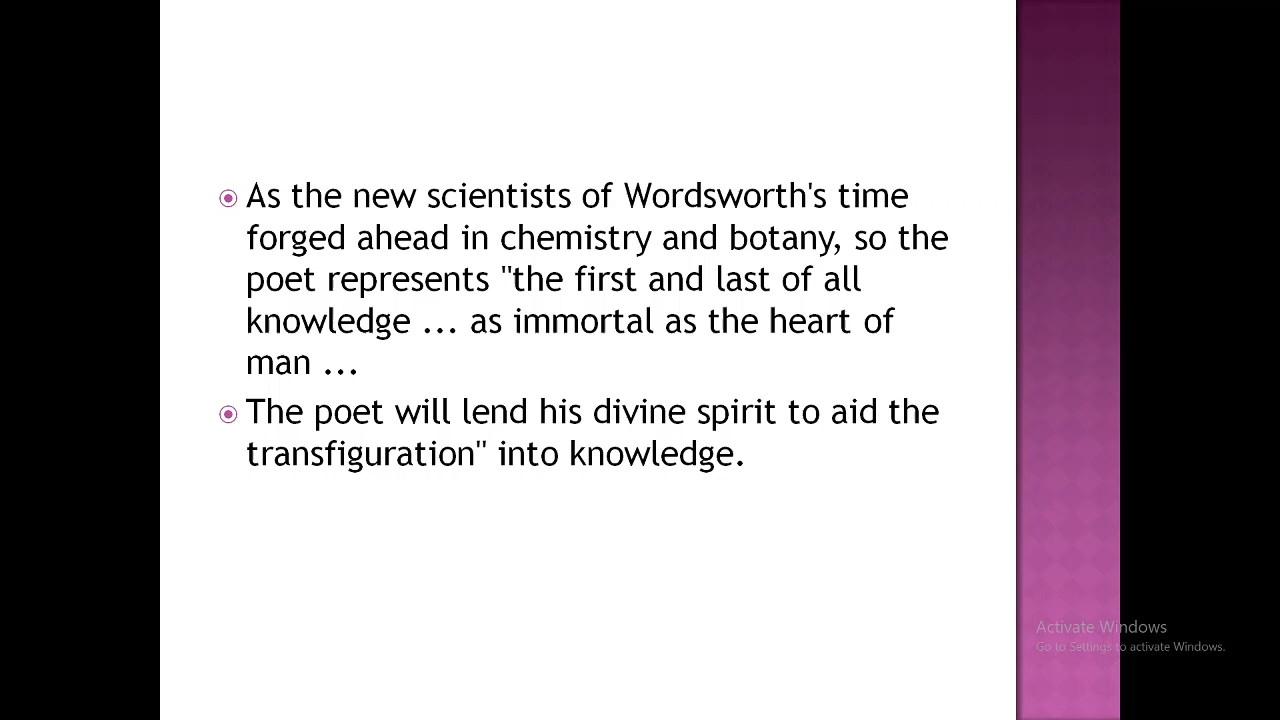 As the new scientists of Wordsworth's time
forged ahead in chemistry and botany, so the
poet represents "the first and last of all
knowledge ... as immortal as the heart of
man ...
The poet will lend his divine spirit to aid the
transfiguration" into knowledge.
Activate Windows
Go to Settings to activate Windows.